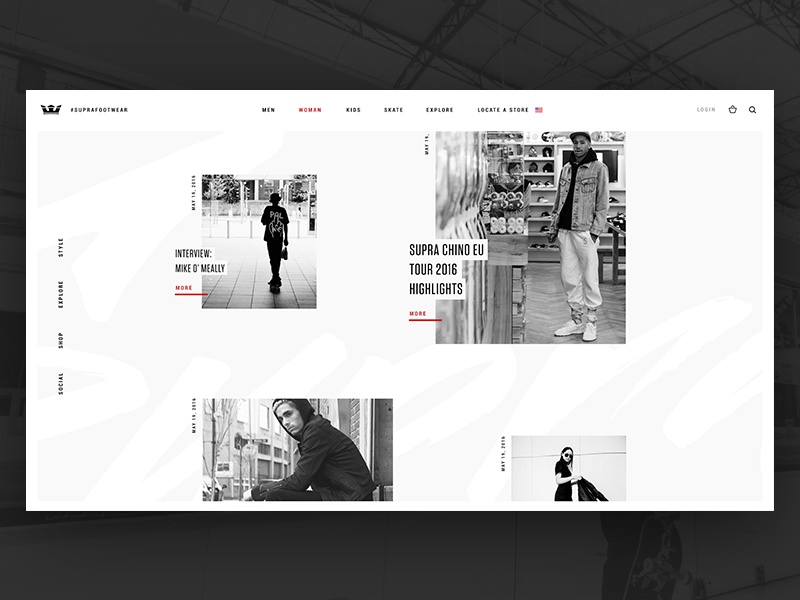 #SUPRAFOOTWEAR
MEN
WOMAN
KIDS
SKATE
EXPLORE
LOCATE A STORE
LOGIN
STYLE
EXPLORE
SHOP
SOCIAL
MAY 19, 2016
INTERVIEW:
MIKE O'MEALLY
MORE
MAY 19,
SUPRA CHINO EU
TOUR 2016
HIGHLIGHTS
MORE
MAY 19, 2016
MAY 19, 2016